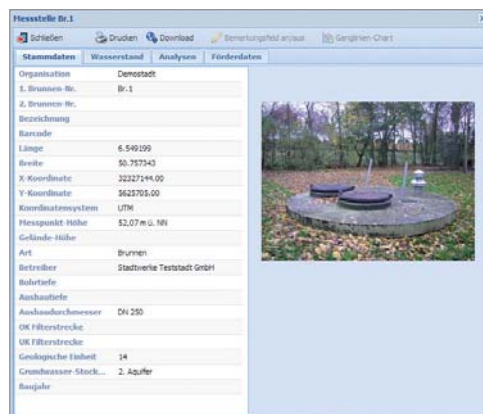 Messstelle Br.1
Schließen Drucken Download Bemerkungsfeld an/aus Ganglinien-Chart
Stammdaten Wasserstand Analysen Förderdaten
Organisation Demostadt
1. Brunnen-Nr. Br.1
2. Brunnen-Nr.
Bezeichnung
Barcode
Länge 6.549199
Breite 50.757343
X-Koordinate 32327144.00
Y-Koordinate 5625705.00
Koordinatensystem UTM
Messpunkt-Höhe 52,07 m ü. NN
Gelände-Höhe
Art Brunnen
Betreiber Stadtwerke Teststadt GmbH
Bohrtiefe
Ausbautiefe
Ausbaudurchmesser DN 250
OK Filterstrecke
UK Filterstrecke
Geologische Einheit 14
Grundwasser-Stock... 2. Aquifer
Baujahr